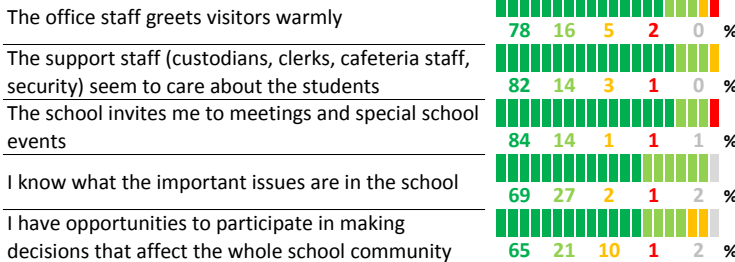 The office staff greets visitors warmly
78 16 5 2 0 %
The support staff (custodians, clerks, cafeteria staff,
security) seem to care about the students
82 14 3 1 0 %
The school invites me to meetings and special school
events
84 14 1 1 1 %
I know what the important issues are in the school
69 27 2 1 2 %
I have opportunities to participate in making
decisions that affect the whole school community
65 21 10 1 2 %